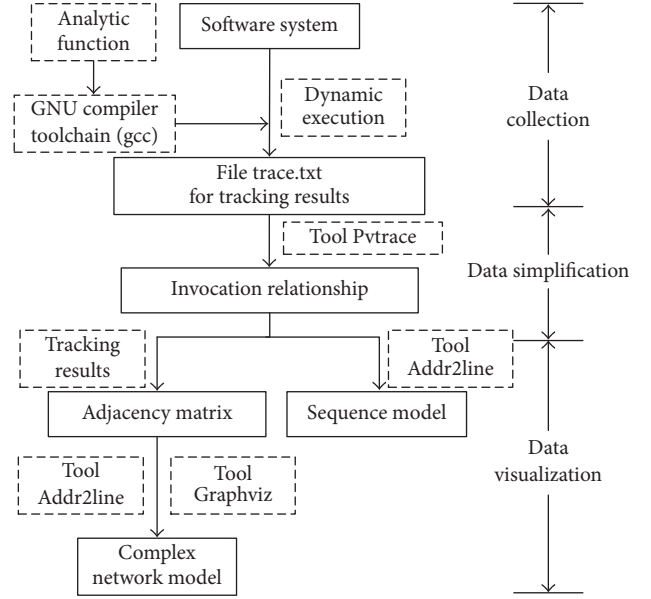 Analytic
function
Software system
GNU compiler
toolchain (gcc)
Dynamic
execution
Data
collection
File trace.txt
for tracking results
Tool Pvtrace
Data simplification
Invocation relationship
Tracking
results
Tool
Addr2line
Adjacency matrix
Sequence model
Data
visualization
Tool
Addr2line
Tool
Graphviz
Complex
network model